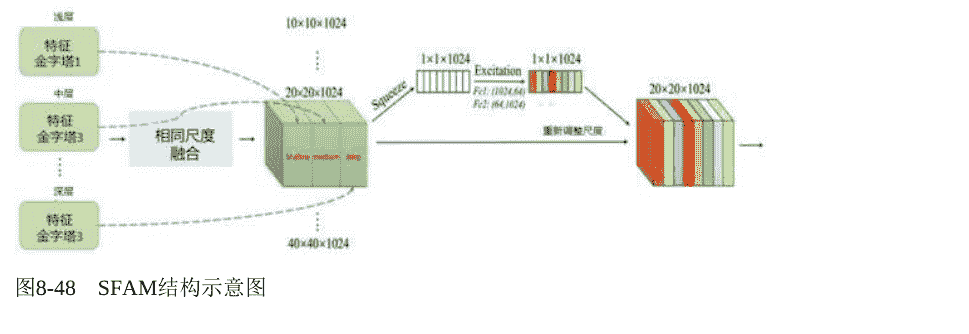 浅层
特征
金字塔1
中层
特征
金字塔3
深层
特征
金字塔3
相同尺度
融合
10×10×1024
20×20×1024
shallow medium deep
40×40×1024
Squeeze
1×1×1024
Excitation
Fc1: (1024,64)
Fc2: (64,1024)
1×1×1024
重新调整尺度
20×20×1024
图8-48 SFAM结构示意图